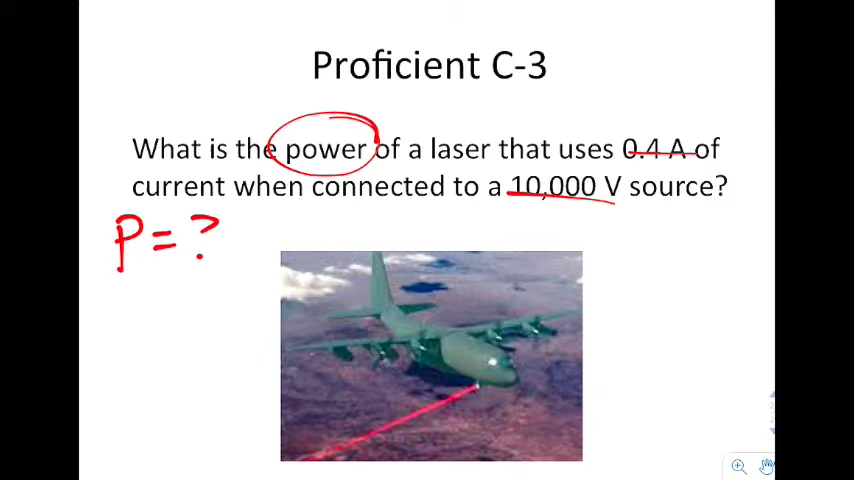 Proficient C-3
What is the power of a laser that uses 0.4 A of
current when connected to a 10,000 V source?
P = ?